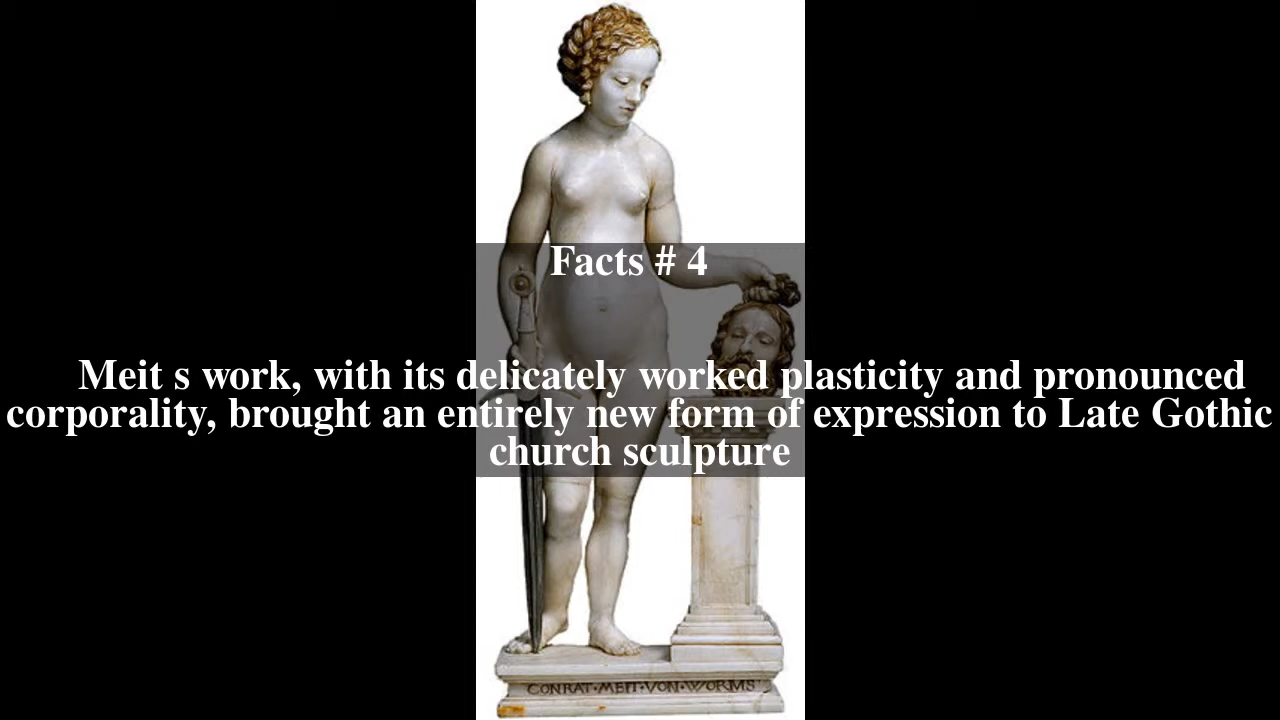 Facts # 4
Meit s work, with its delicately worked plasticity and pronounced
corporality, brought an entirely new form of expression to Late Gothic
church sculpture
CONRAT·MEIT·VON·WORMS